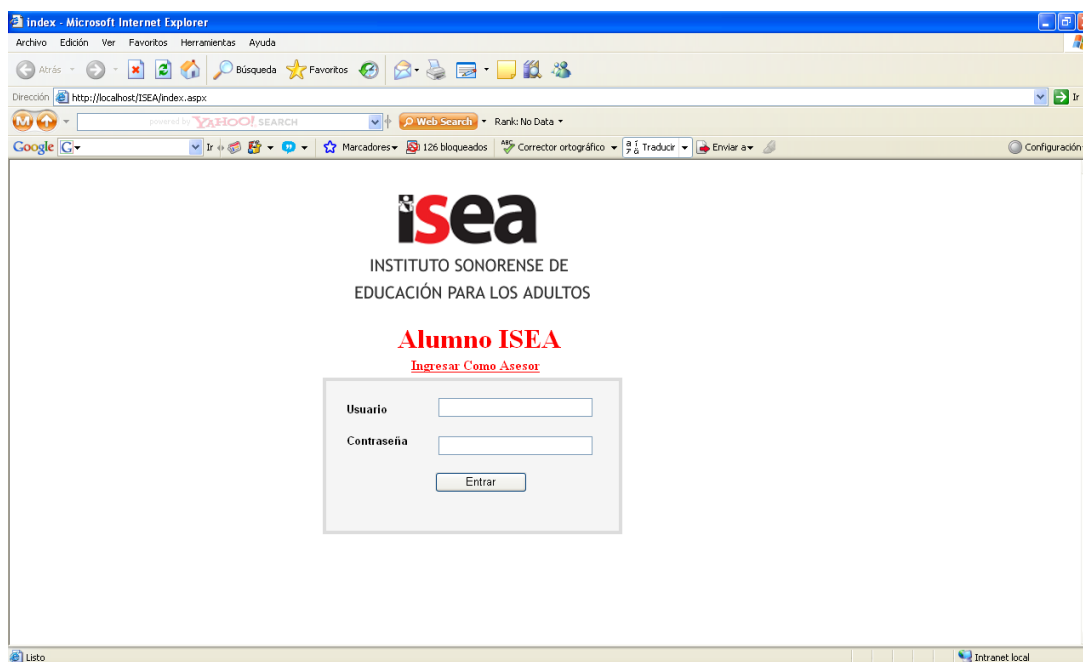 index - Microsoft Internet Explorer
Archivo Edición Ver Favoritos Herramientas Ayuda
Atrás Búsqueda Favoritos
Dirección http://localhost/ISEA/index.aspx Ir
powered by YAHOO! SEARCH Web Search Rank: No Data
Google G Ir Marcadores 126 bloqueados ABC Corrector ortográfico Traducir Enviar a Configuración
isea
INSTITUTO SONORENSE DE
EDUCACIÓN PARA LOS ADULTOS
Alumno ISEA
Ingresar Como Asesor
Usuario
Contraseña
Entrar
Listo Intranet local